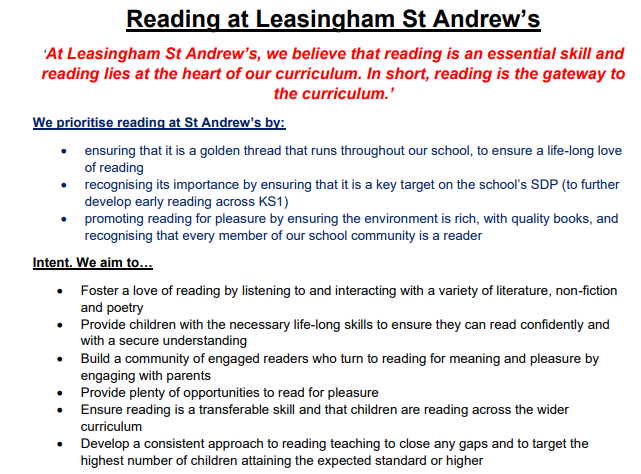 Reading at Leasingham St Andrew's
'At Leasingham St Andrew's, we believe that reading is an essential skill and
reading lies at the heart of our curriculum. In short, reading is the gateway to
the curriculum.'
We prioritise reading at St Andrew's by:
• ensuring that it is a golden thread that runs throughout our school, to ensure a life-long love
of reading
• recognising its importance by ensuring that it is a key target on the school's SDP (to further
develop early reading across KS1)
• promoting reading for pleasure by ensuring the environment is rich, with quality books, and
recognising that every member of our school community is a reader
Intent. We aim to…
• Foster a love of reading by listening to and interacting with a variety of literature, non-fiction
and poetry
• Provide children with the necessary life-long skills to ensure they can read confidently and
with a secure understanding
• Build a community of engaged readers who turn to reading for meaning and pleasure by
engaging with parents
• Provide plenty of opportunities to read for pleasure
• Ensure reading is a transferable skill and that children are reading across the wider
curriculum
• Develop a consistent approach to reading teaching to close any gaps and to target the
highest number of children attaining the expected standard or higher